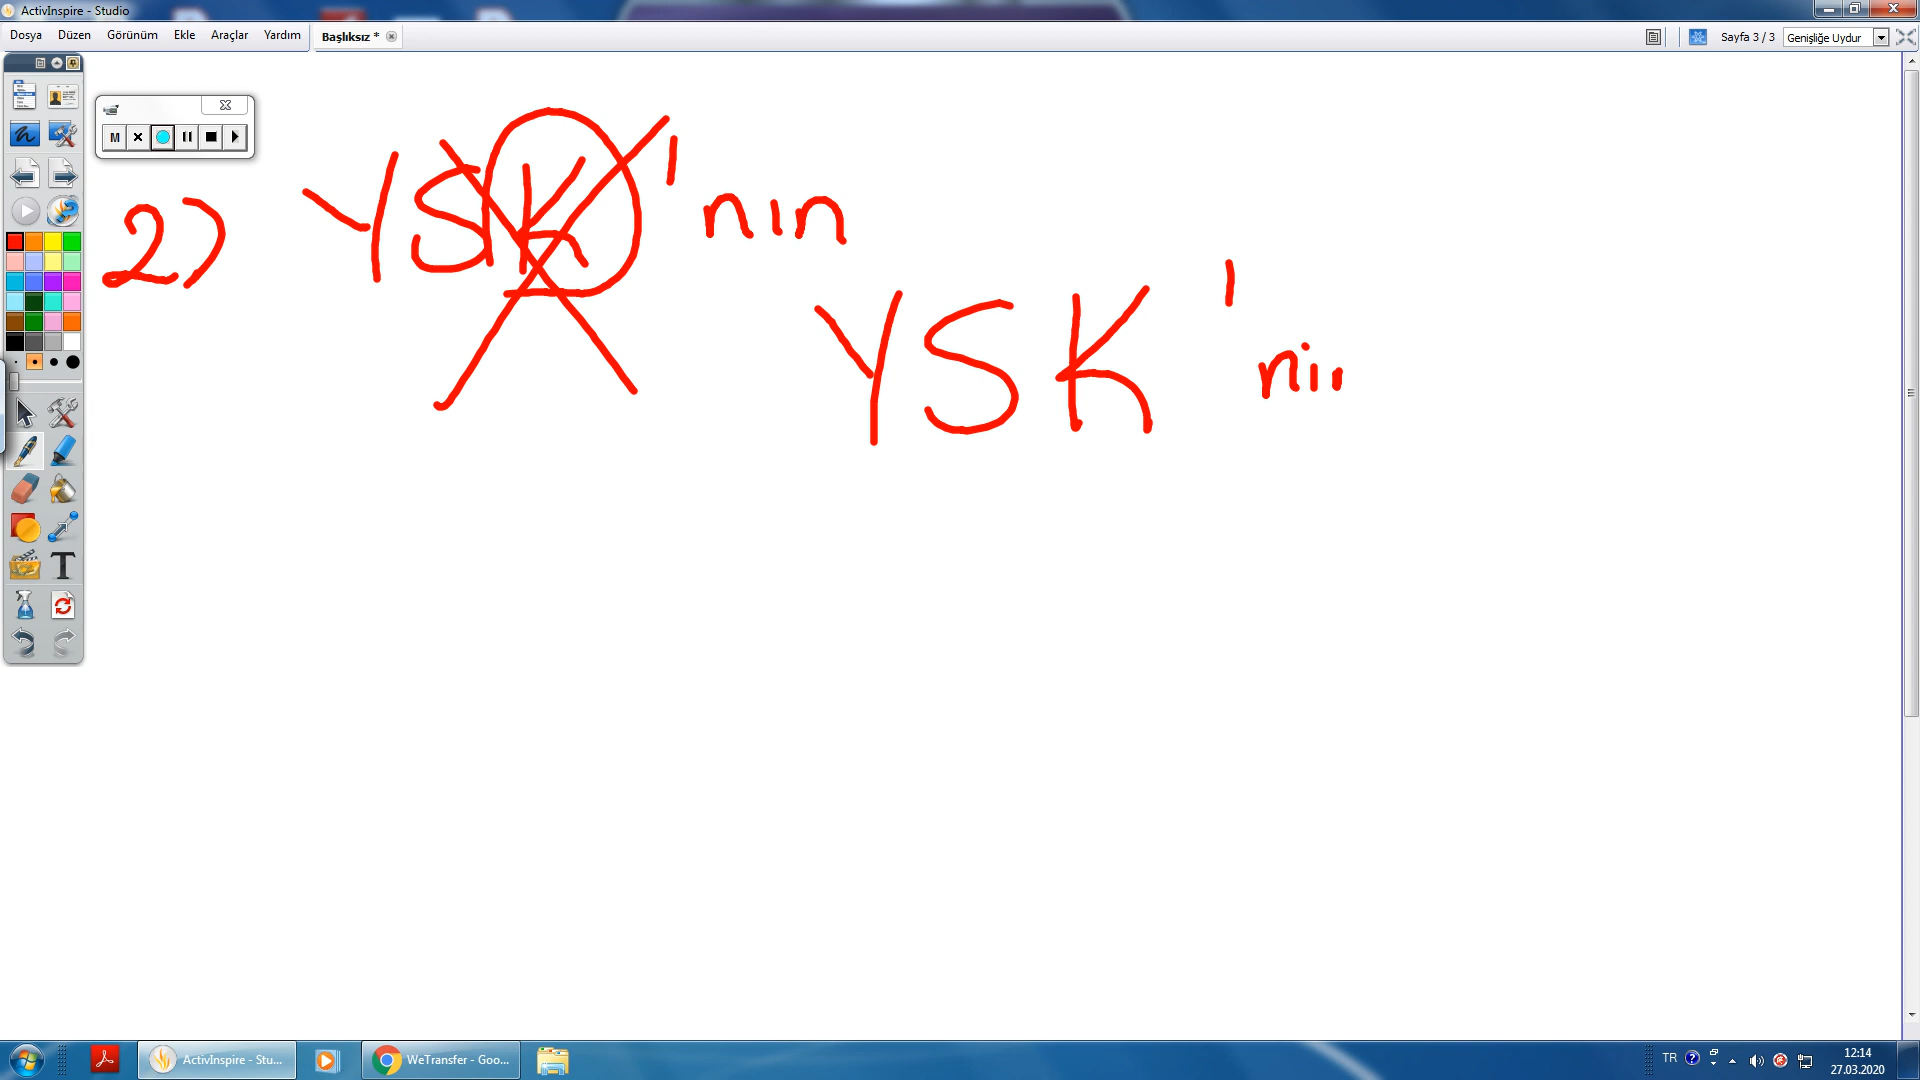 ActivInspire - Studio
Dosya Düzen Görünüm Ekle Araçlar Yardım Başlıksız * Sayfa 3 / 3 Genişliğe Uydur
M
2) YSK'nın
YSK'
T
ActivInspire - Stu... WeTransfer - Goo... TR 12:14
27.03.2020